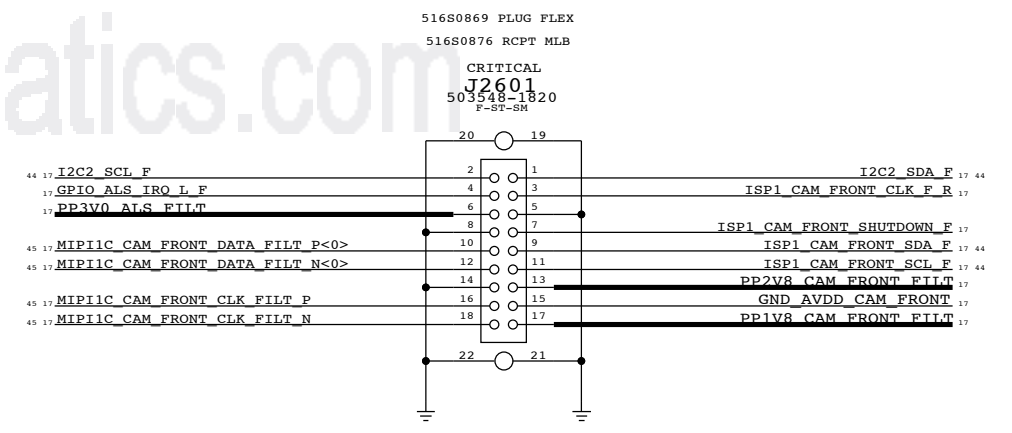 atics.com
516S0869 PLUG FLEX
516S0876 RCPT MLB
CRITICAL
J2601
503548-1820
F-ST-SM
20 19
44 17 I2C2_SCL_F 2 1 I2C2_SDA_F 17 44
17 GPIO_ALS_IRQ_L_F 4 3 ISP1_CAM_FRONT_CLK_F_R 17
17 PP3V0_ALS_FILT 6 5
8 7 ISP1_CAM_FRONT_SHUTDOWN_F 17
45 17 MIPI1C_CAM_FRONT_DATA_FILT_P<0> 10 9 ISP1_CAM_FRONT_SDA_F 17 44
45 17 MIPI1C_CAM_FRONT_DATA_FILT_N<0> 12 11 ISP1_CAM_FRONT_SCL_F 17 44
14 13 PP2V8_CAM_FRONT_FILT 17
45 17 MIPI1C_CAM_FRONT_CLK_FILT_P 16 15 GND_AVDD_CAM_FRONT 17
45 17 MIPI1C_CAM_FRONT_CLK_FILT_N 18 17 PP1V8_CAM_FRONT_FILT 17
22 21